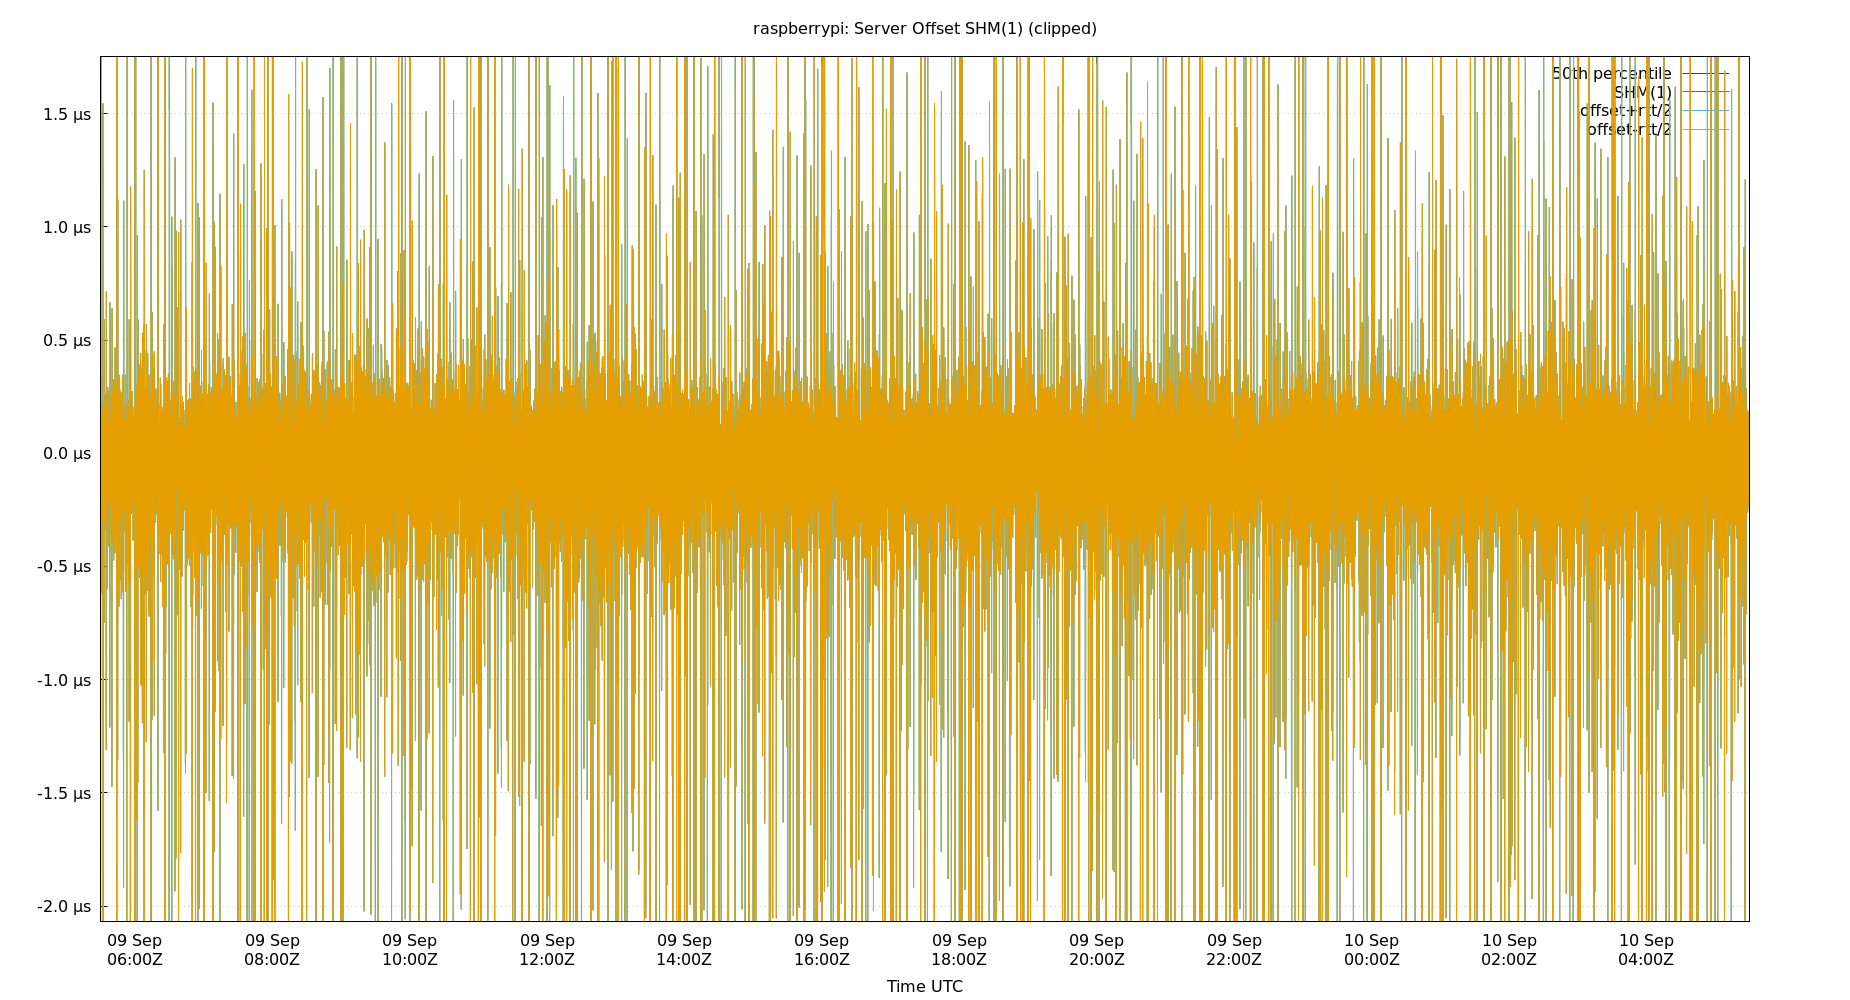 raspberrypi: Server Offset SHM(1) (clipped)
50th percentile
SHM(1)
offset+rtt/2
offset-rtt/2
1.5 µs
1.0 µs
0.5 µs
0.0 µs
-0.5 µs
-1.0 µs
-1.5 µs
-2.0 µs
09 Sep 09 Sep 09 Sep 09 Sep 09 Sep 09 Sep 09 Sep 09 Sep 09 Sep 10 Sep 10 Sep 10 Sep
06:00Z 08:00Z 10:00Z 12:00Z 14:00Z 16:00Z 18:00Z 20:00Z 22:00Z 00:00Z 02:00Z 04:00Z
Time UTC